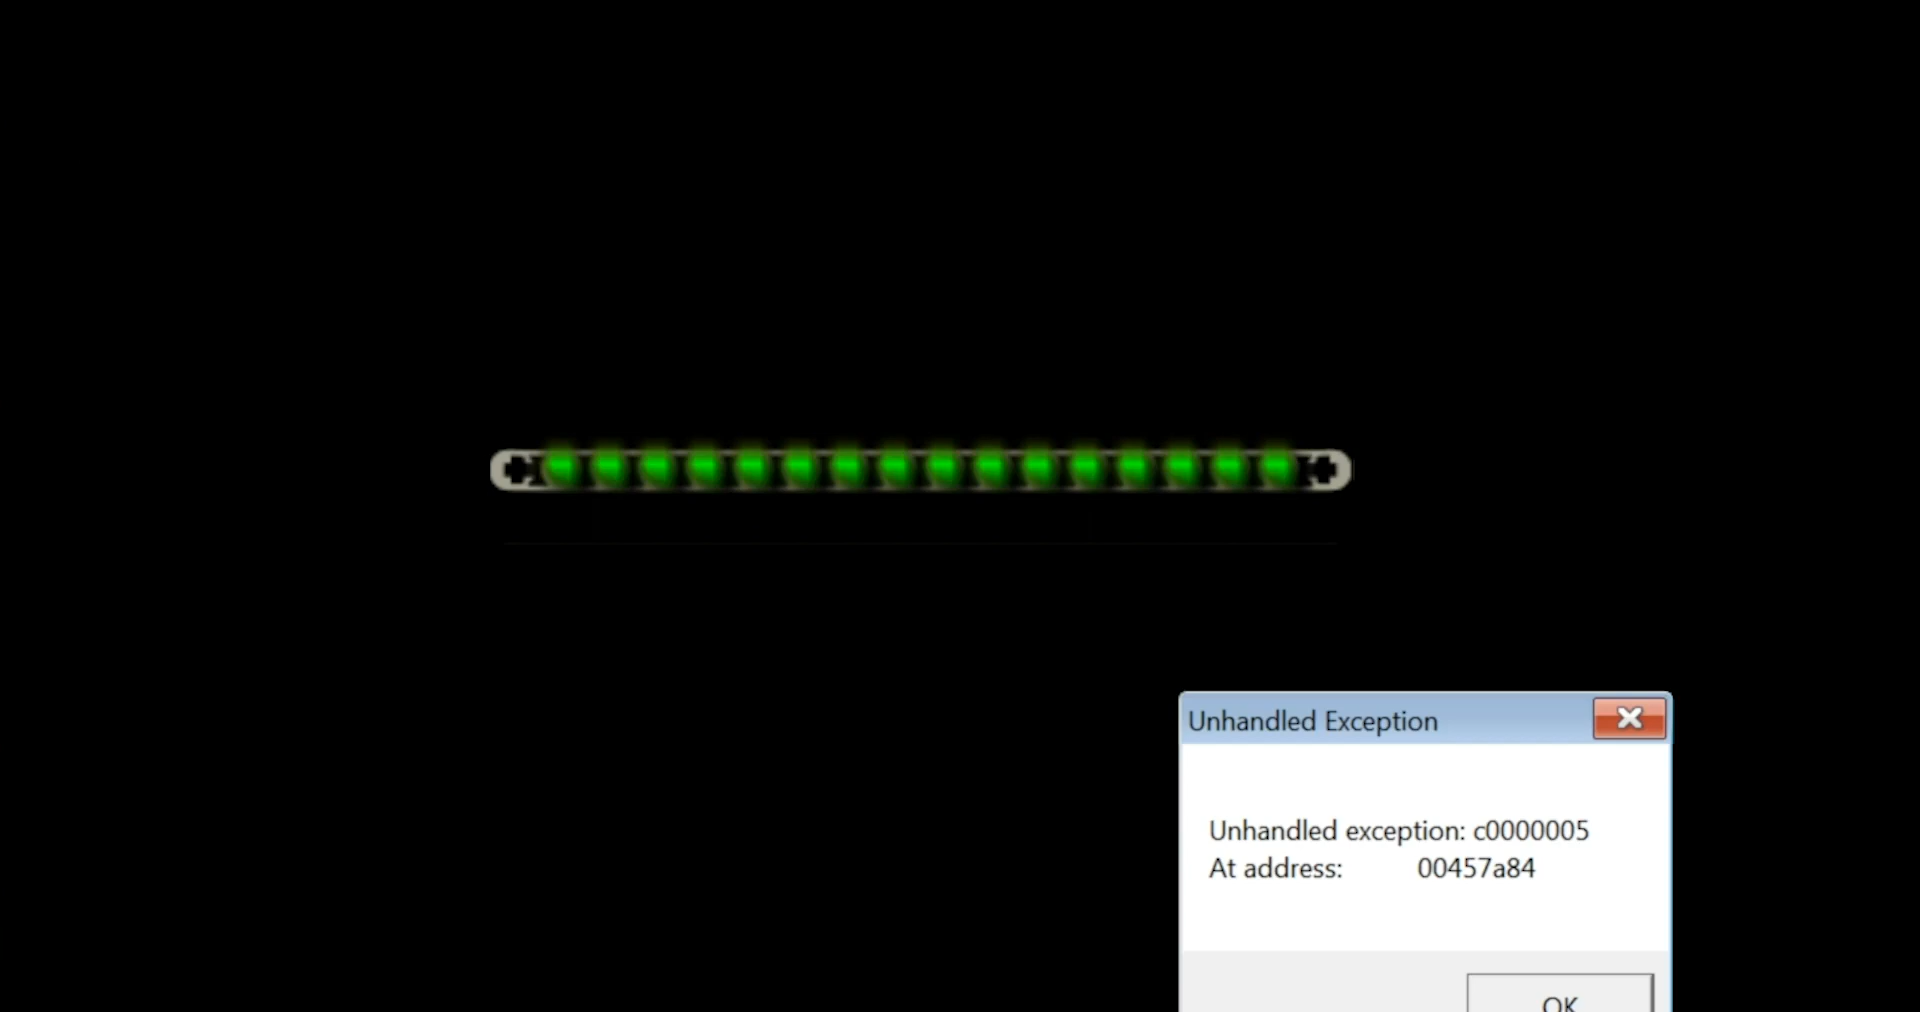 Unhandled Exception
Unhandled exception: c0000005
At address: 00457a84
OK